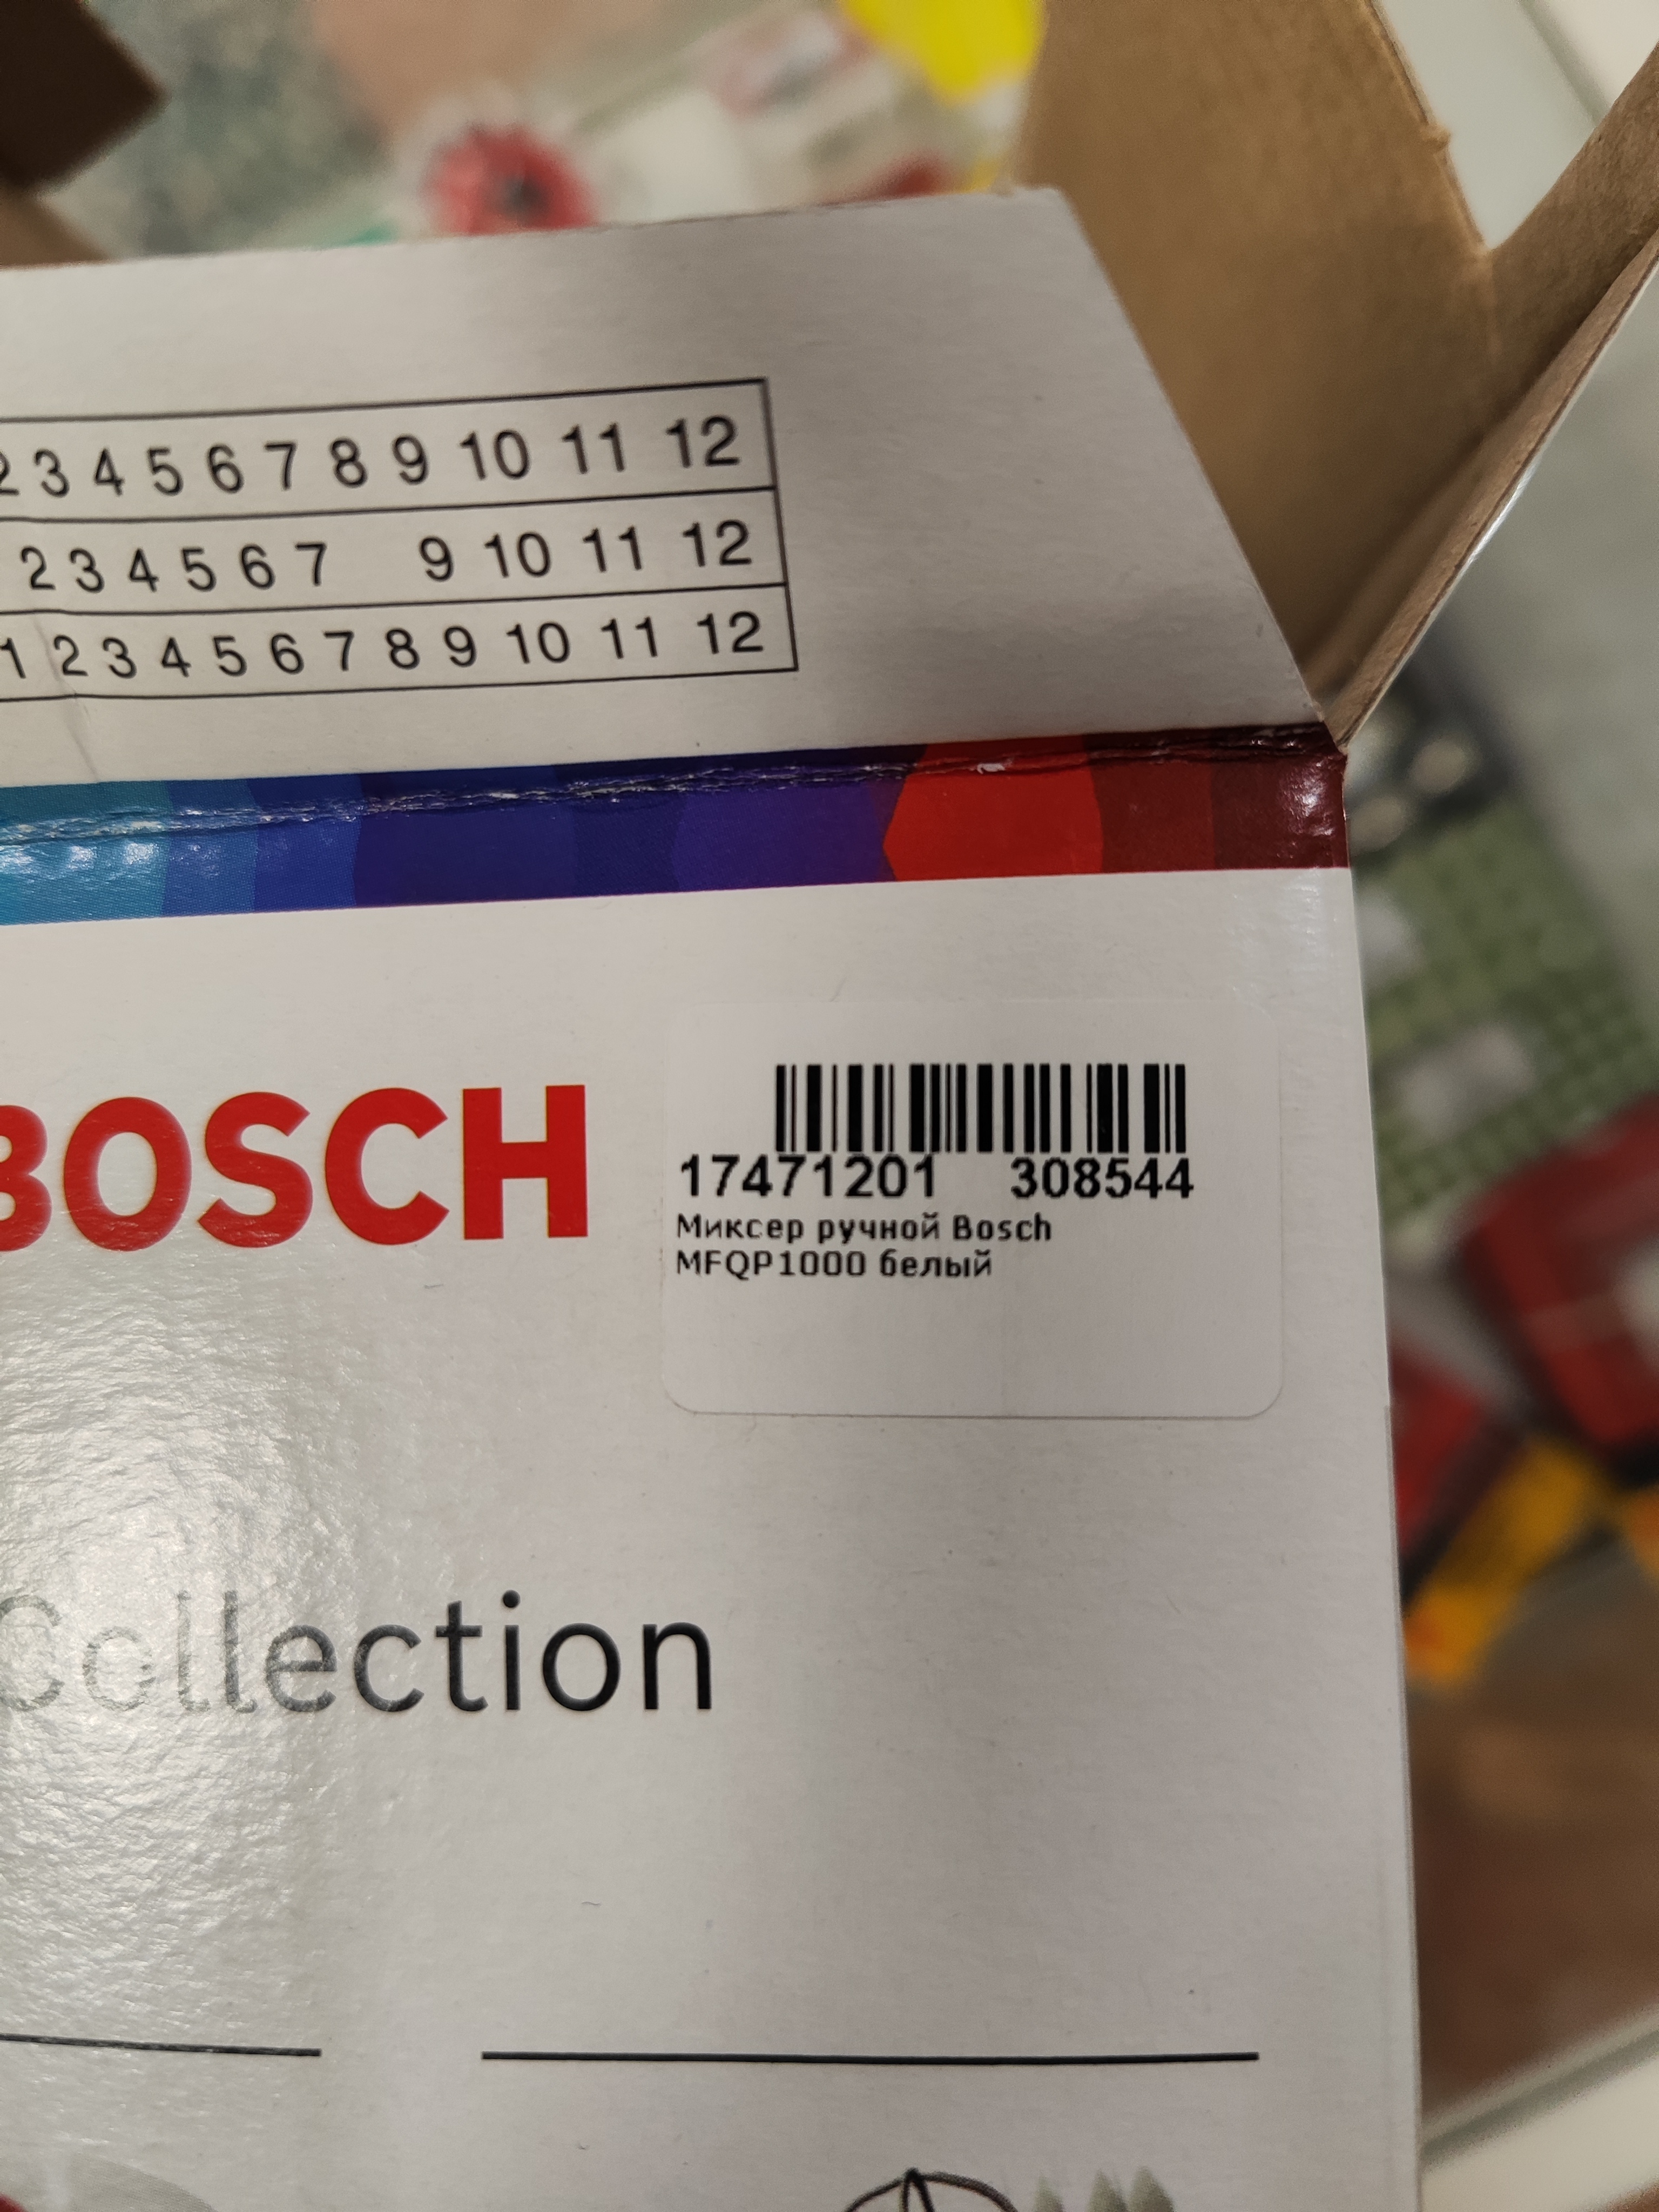 2 3 4 5 6 7 8 9 10 11 12
2 3 4 5 6 7 9 10 11 12
1 2 3 4 5 6 7 8 9 10 11 12
BOSCH
17471201 308544
Миксер ручной Bosch
MFQP1000 белый
Collection